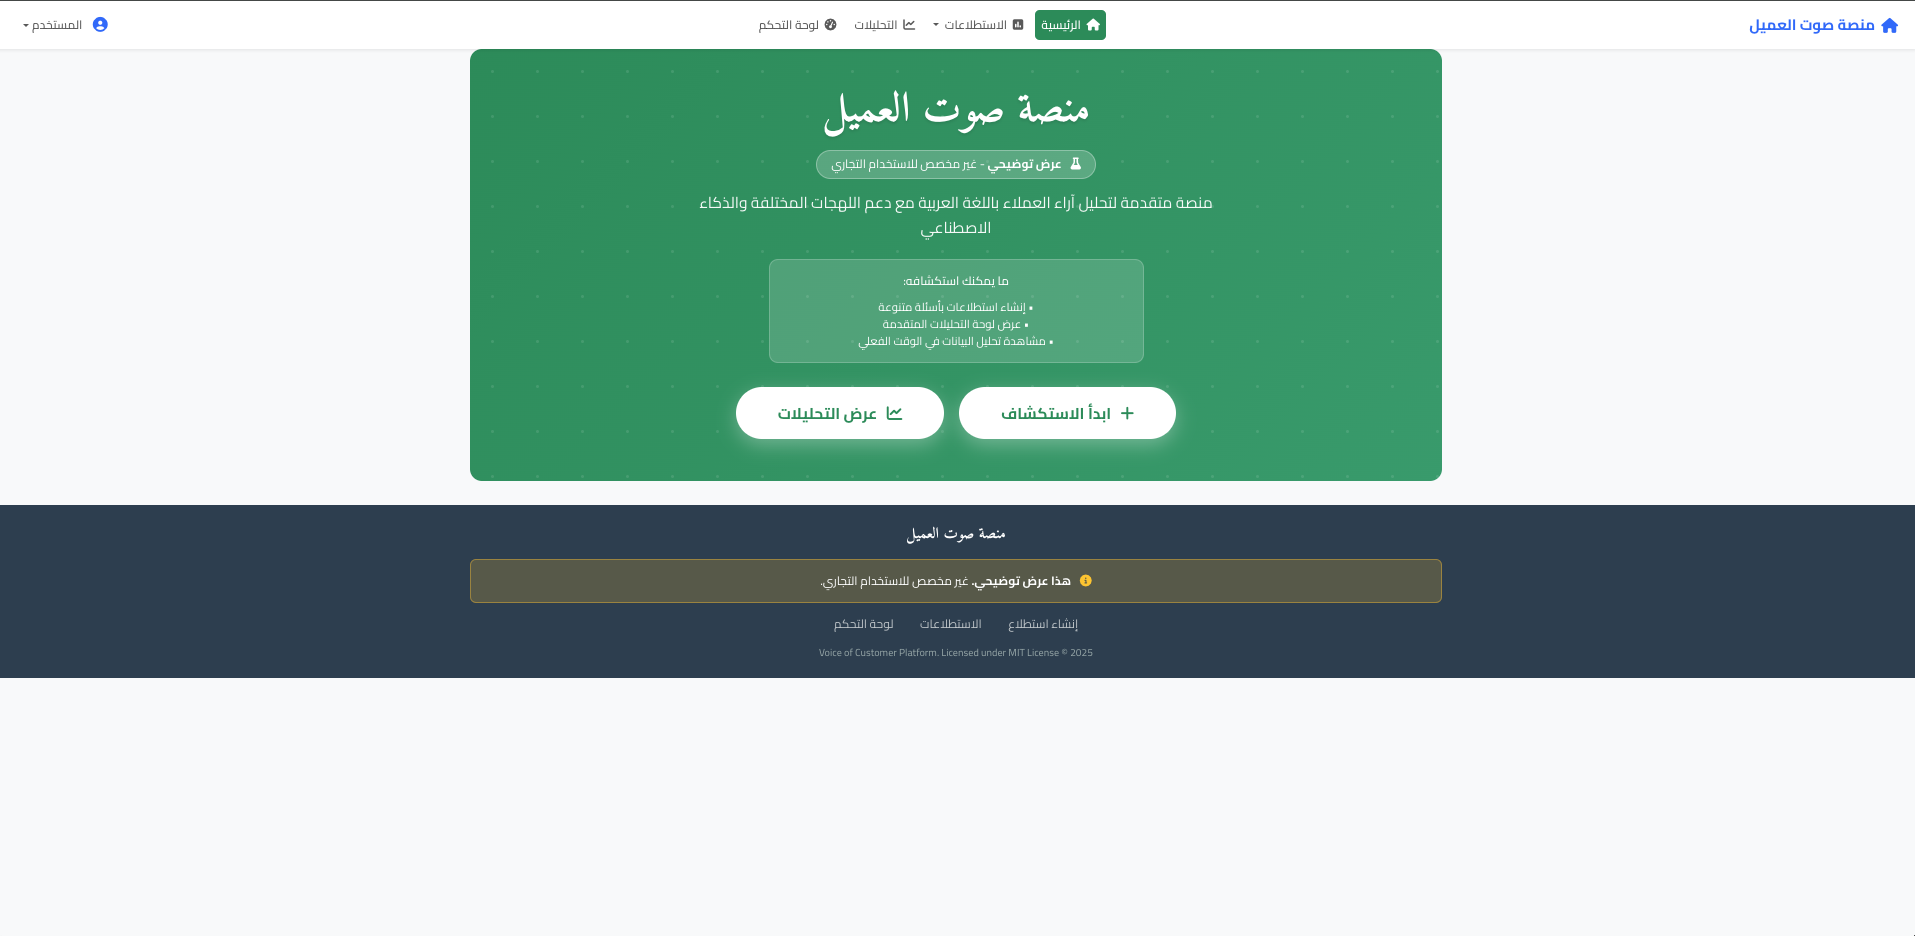 منصة صوت العميل
الرئيسية
الاستطلاعات
التحليلات
لوحة التحكم
المستخدم
منصة صوت العميل
عرض توضيحي - غير مخصص للاستخدام التجاري
منصة متقدمة لتحليل آراء العملاء باللغة العربية مع دعم اللهجات المختلفة والذكاء
الاصطناعي
ما يمكنك استكشافه:
• إنشاء استطلاعات بأسئلة متنوعة
• عرض لوحة التحليلات المتقدمة
• مشاهدة تحليل البيانات في الوقت الفعلي
ابدأ الاستكشاف
عرض التحليلات
منصة صوت العميل
هذا عرض توضيحي. غير مخصص للاستخدام التجاري.
إنشاء استطلاع
الاستطلاعات
لوحة التحكم
Voice of Customer Platform. Licensed under MIT License © 2025